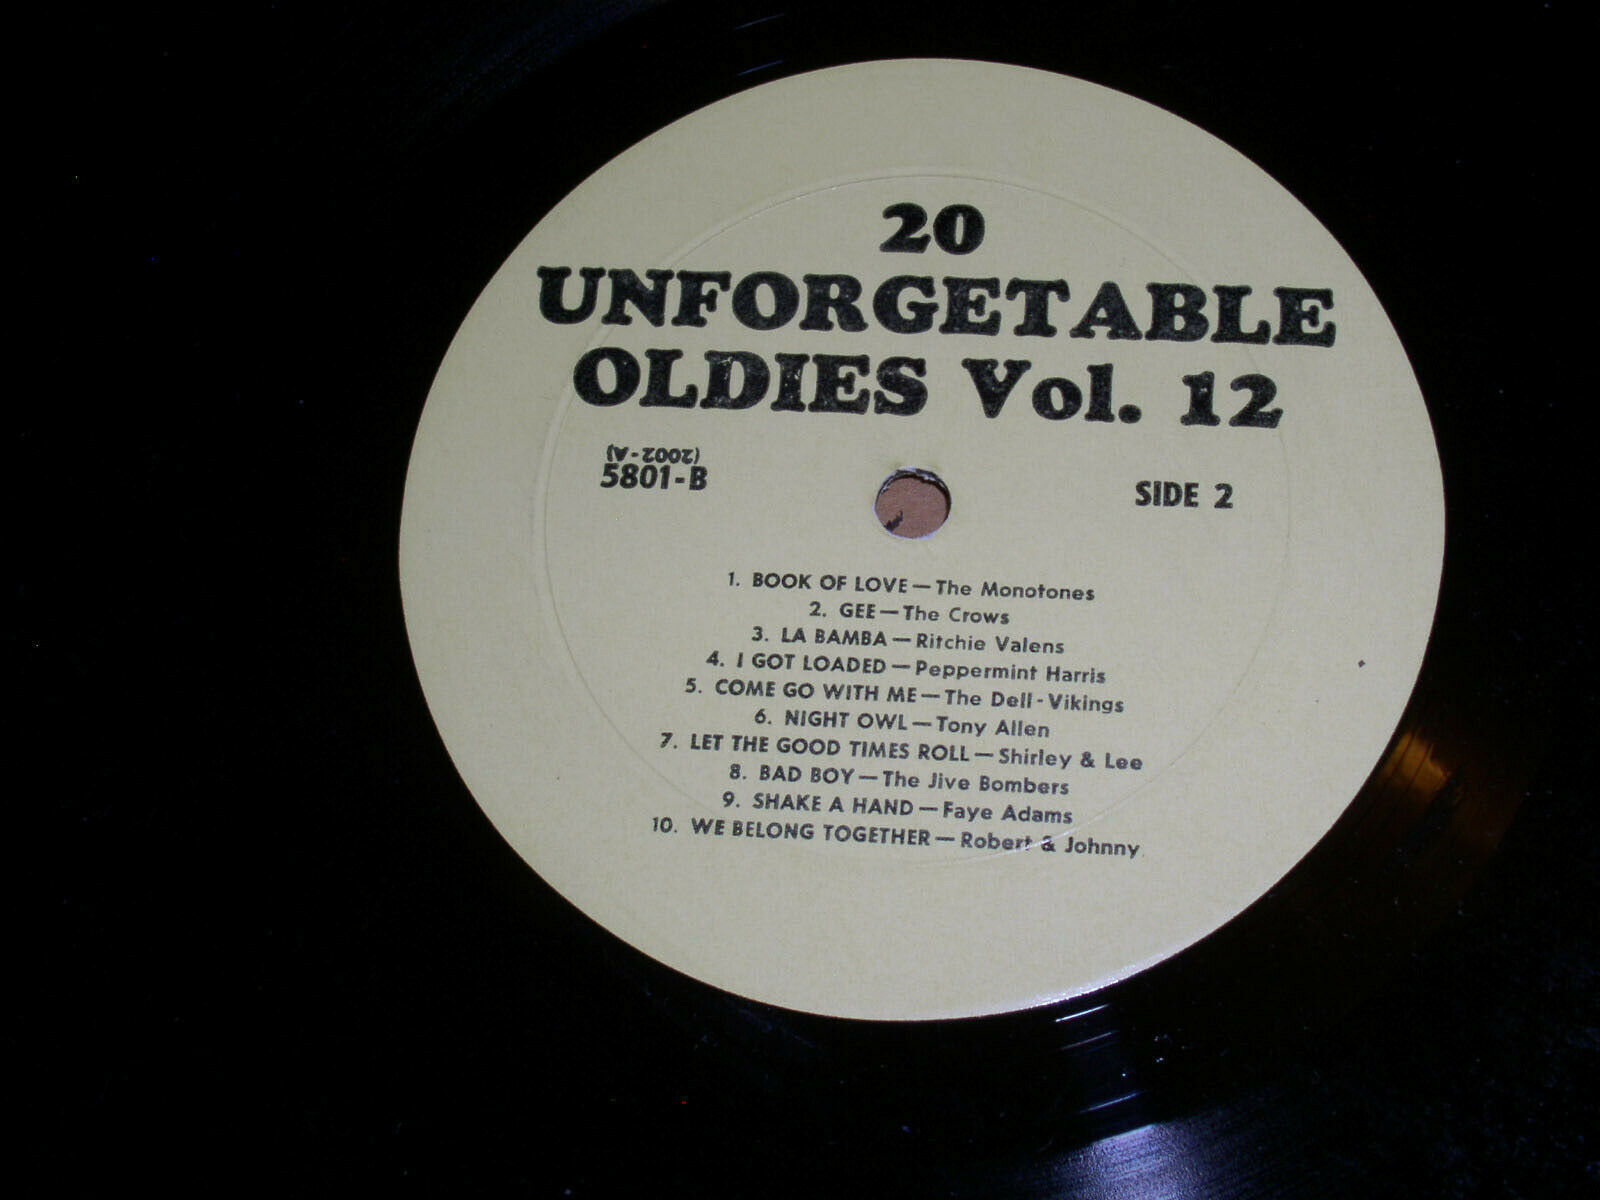 20
UNFORGETABLE
OLDIES Vol. 12
(2002-A)
5801-B
SIDE 2
1. BOOK OF LOVE—The Monotones
2. GEE—The Crows
3. LA BAMBA—Ritchie Valens
4. I GOT LOADED—Peppermint Harris
5. COME GO WITH ME—The Dell-Vikings
6. NIGHT OWL—Tony Allen
7. LET THE GOOD TIMES ROLL—Shirley & Lee
8. BAD BOY—The Jive Bombers
9. SHAKE A HAND—Faye Adams
10. WE BELONG TOGETHER—Robert & Johnny